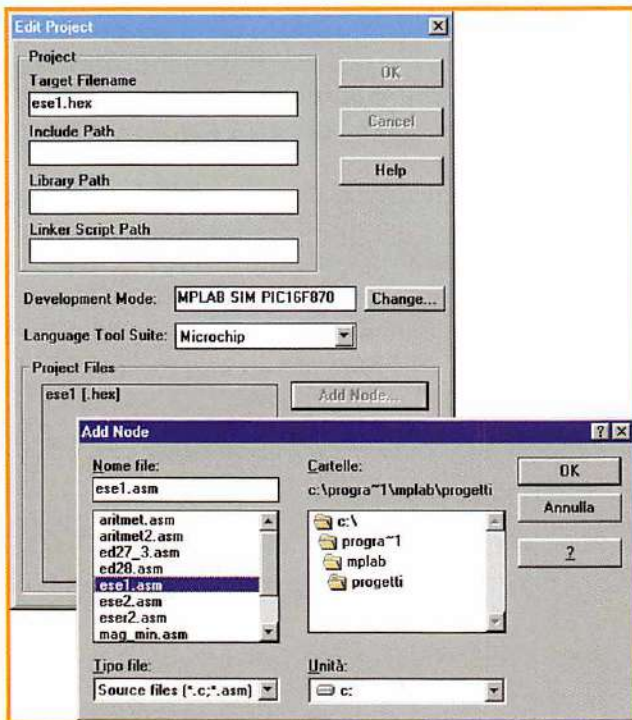 Edit Project
Project
Target Filename
ese1.hex
Include Path
Library Path
Linker Script Path
OK
Cancel
Help
Development Mode:
MPLAB SIM PIC16F870
Change...
Language Tool Suite:
Microchip
Project Files
ese1 [.hex]
Add Node...
Add Node
Nome file:
ese1.asm
aritmet.asm
aritmet2.asm
ed27_3.asm
ed28.asm
ese1.asm
ese2.asm
eser2.asm
mag_min.asm
Tipo file:
Source files (*.c;*.asm)
Cartelle:
c:\progra~1\mplab\progetti
c:\
progra~1
mplab
progetti
Unità:
c:
OK
Annulla
?